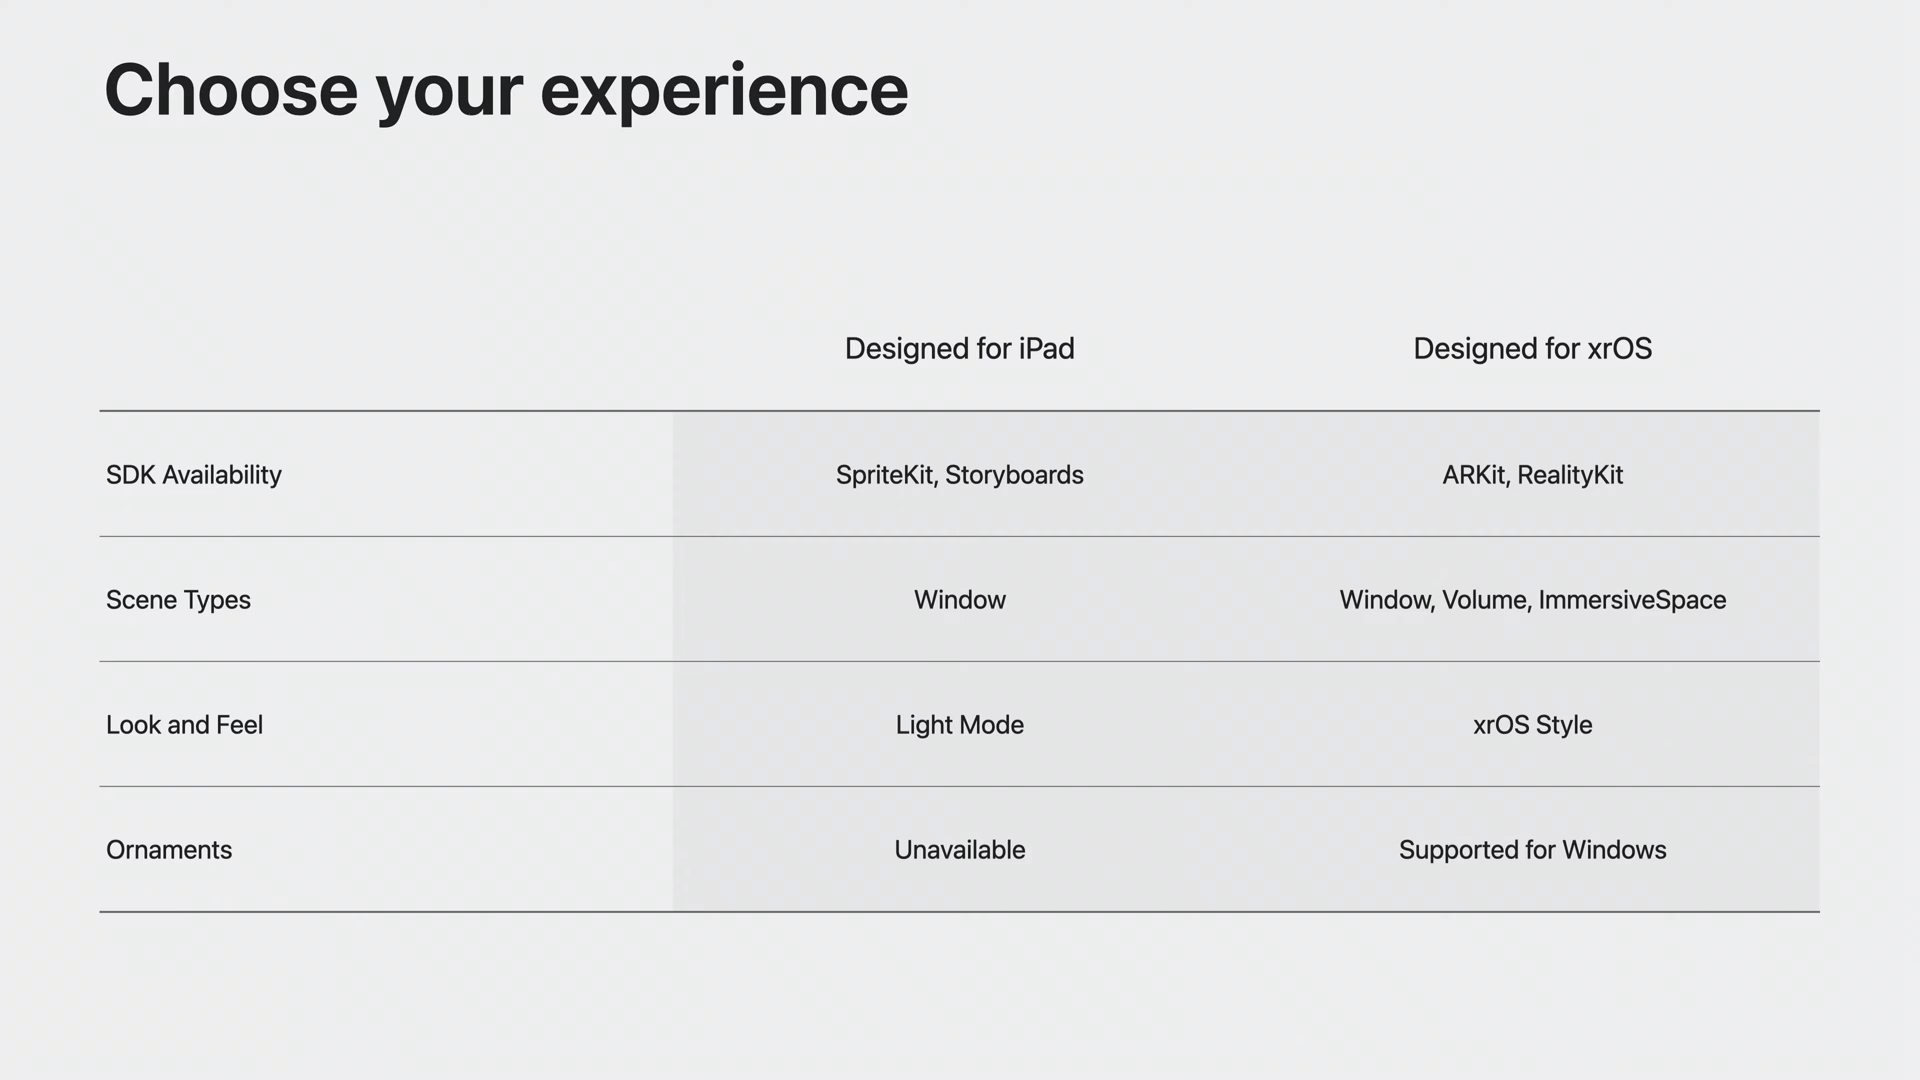 Choose your experience
Designed for iPad Designed for xrOS
SDK Availability SpriteKit, Storyboards ARKit, RealityKit
Scene Types Window Window, Volume, ImmersiveSpace
Look and Feel Light Mode xrOS Style
Ornaments Unavailable Supported for Windows